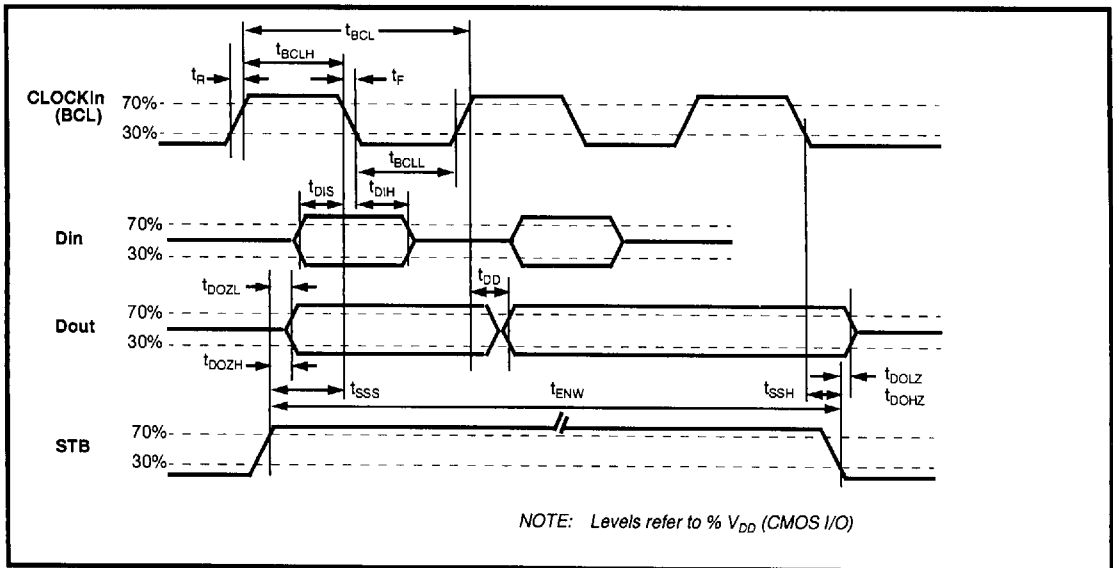 tBCL
tBCLH
tR
tF
CLOCKIn
(BCL)
70%
30%
tBCLL
tDIS
tDIH
70%
Din
30%
tDOZL
tDD
70%
Dout
30%
tDOZH
tSSS
tENW
tSSH
tDOLZ
tDOHZ
70%
STB
30%
NOTE: Levels refer to % VDD (CMOS I/O)